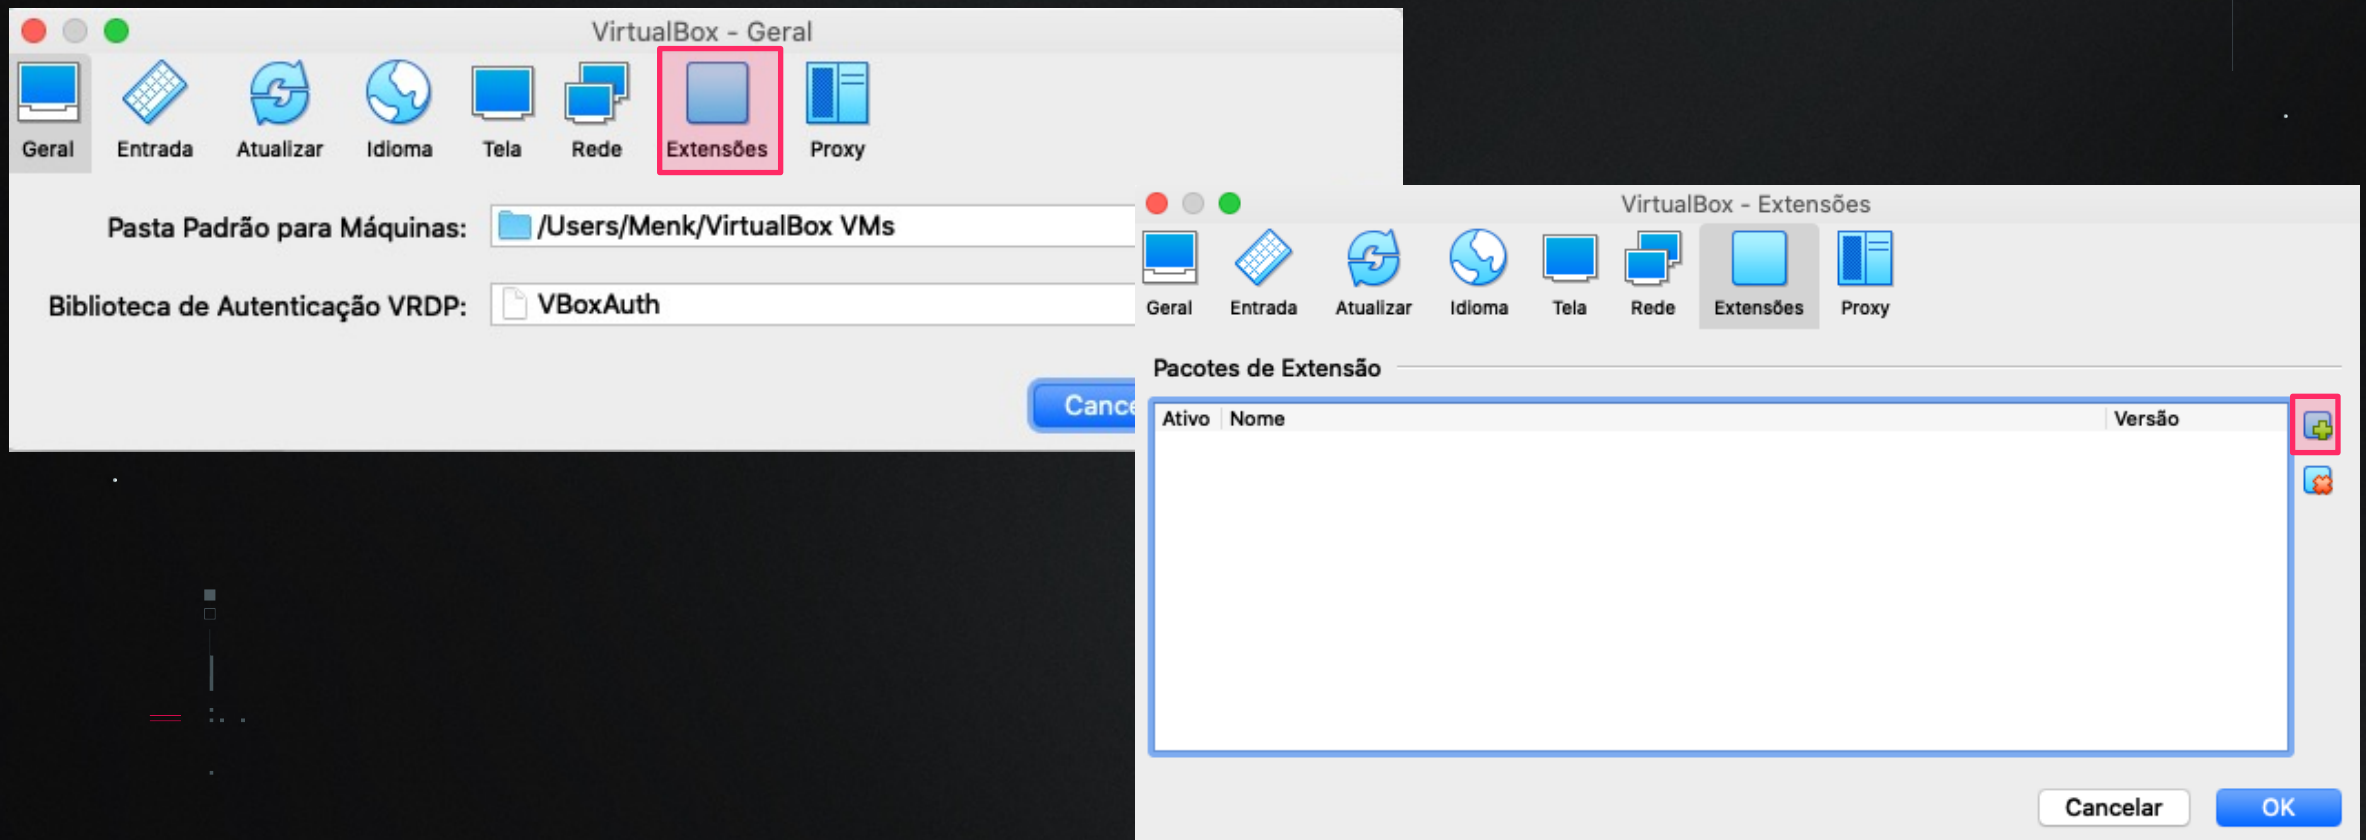 VirtualBox - Geral
Geral Entrada Atualizar Idioma Tela Rede Extensões Proxy
Pasta Padrão para Máquinas: /Users/Menk/VirtualBox VMs
Biblioteca de Autenticação VRDP: VBoxAuth
Cance
VirtualBox - Extensões
Geral Entrada Atualizar Idioma Tela Rede Extensões Proxy
Pacotes de Extensão
Ativo Nome Versão
Cancelar OK